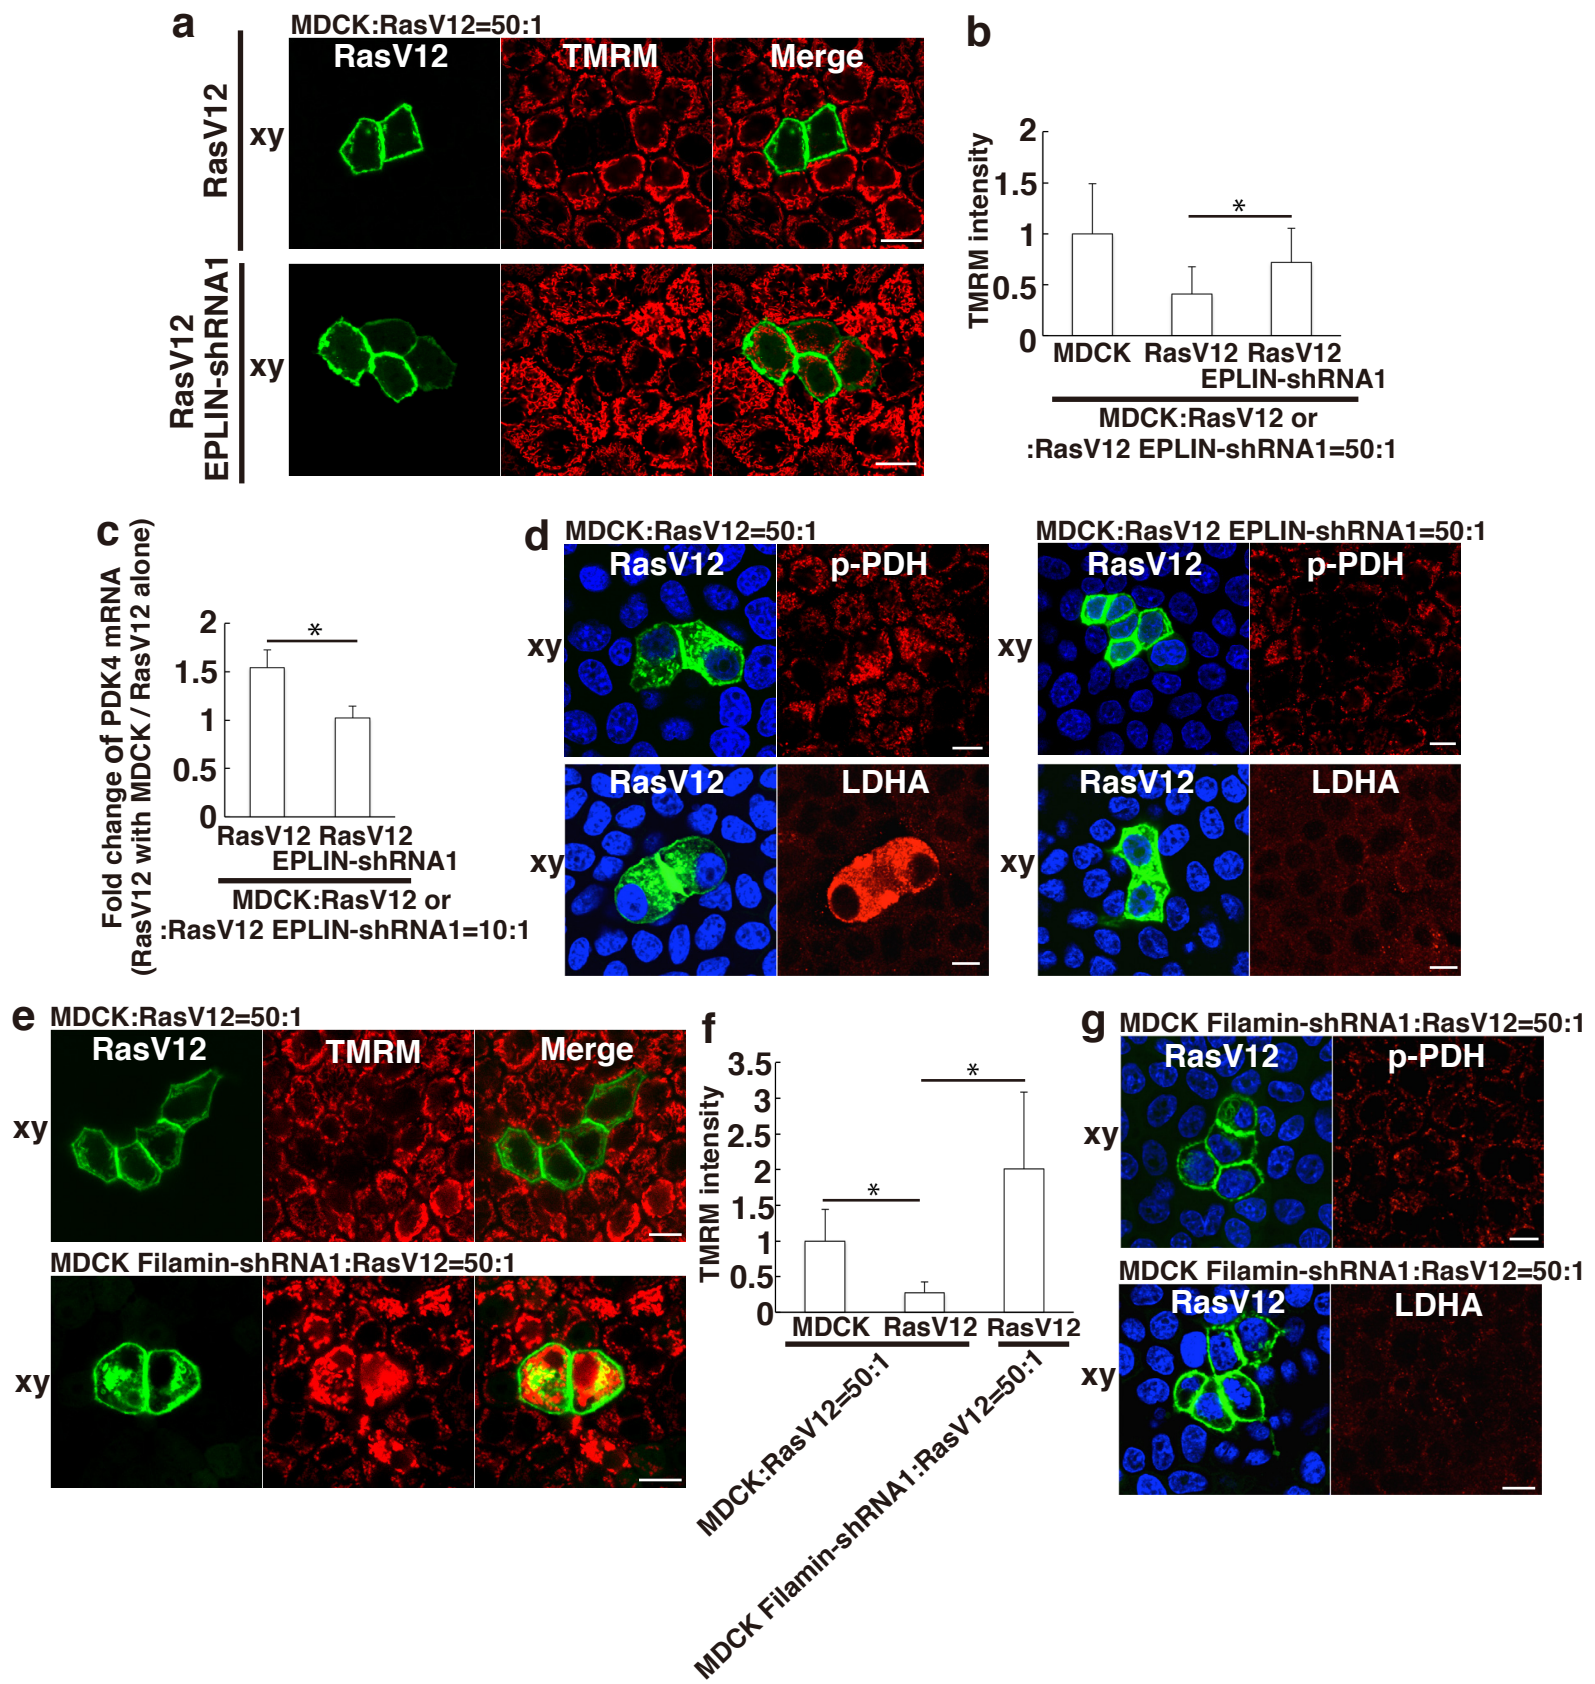 a
MDCK:RasV12=50:1
RasV12
xy
RasV12
TMRM
Merge
RasV12
EPLIN-shRNA1
xy
b
TMRM intensity
2
1.5
1
0.5
0
MDCK
RasV12
RasV12
EPLIN-shRNA1
*
MDCK:RasV12 or
:RasV12 EPLIN-shRNA1=50:1
c
Fold change of PDK4 mRNA
(RasV12 with MDCK / RasV12 alone)
2
1.5
1
0.5
0
*
RasV12
RasV12
EPLIN-shRNA1
MDCK:RasV12 or
:RasV12 EPLIN-shRNA1=10:1
d
MDCK:RasV12=50:1
xy
RasV12
p-PDH
xy
RasV12
LDHA
MDCK:RasV12 EPLIN-shRNA1=50:1
xy
RasV12
p-PDH
xy
RasV12
LDHA
e
MDCK:RasV12=50:1
xy
RasV12
TMRM
Merge
MDCK Filamin-shRNA1:RasV12=50:1
xy
f
TMRM intensity
3.5
3
2.5
2
1.5
1
0.5
0
*
*
MDCK
RasV12
RasV12
MDCK:RasV12=50:1
MDCK Filamin-shRNA1:RasV12=50:1
g
MDCK Filamin-shRNA1:RasV12=50:1
xy
RasV12
p-PDH
MDCK Filamin-shRNA1:RasV12=50:1
xy
RasV12
LDHA